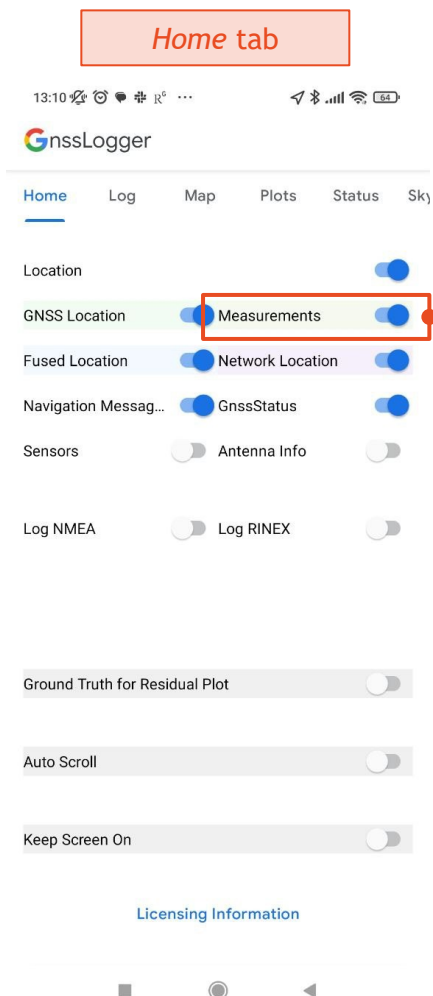 Home tab
13:10 ... 64
GnssLogger
Home Log Map Plots Status Sky
Location
GNSS Location Measurements
Fused Location Network Location
Navigation Messag... GnssStatus
Sensors Antenna Info
Log NMEA Log RINEX
Ground Truth for Residual Plot
Auto Scroll
Keep Screen On
Licensing Information